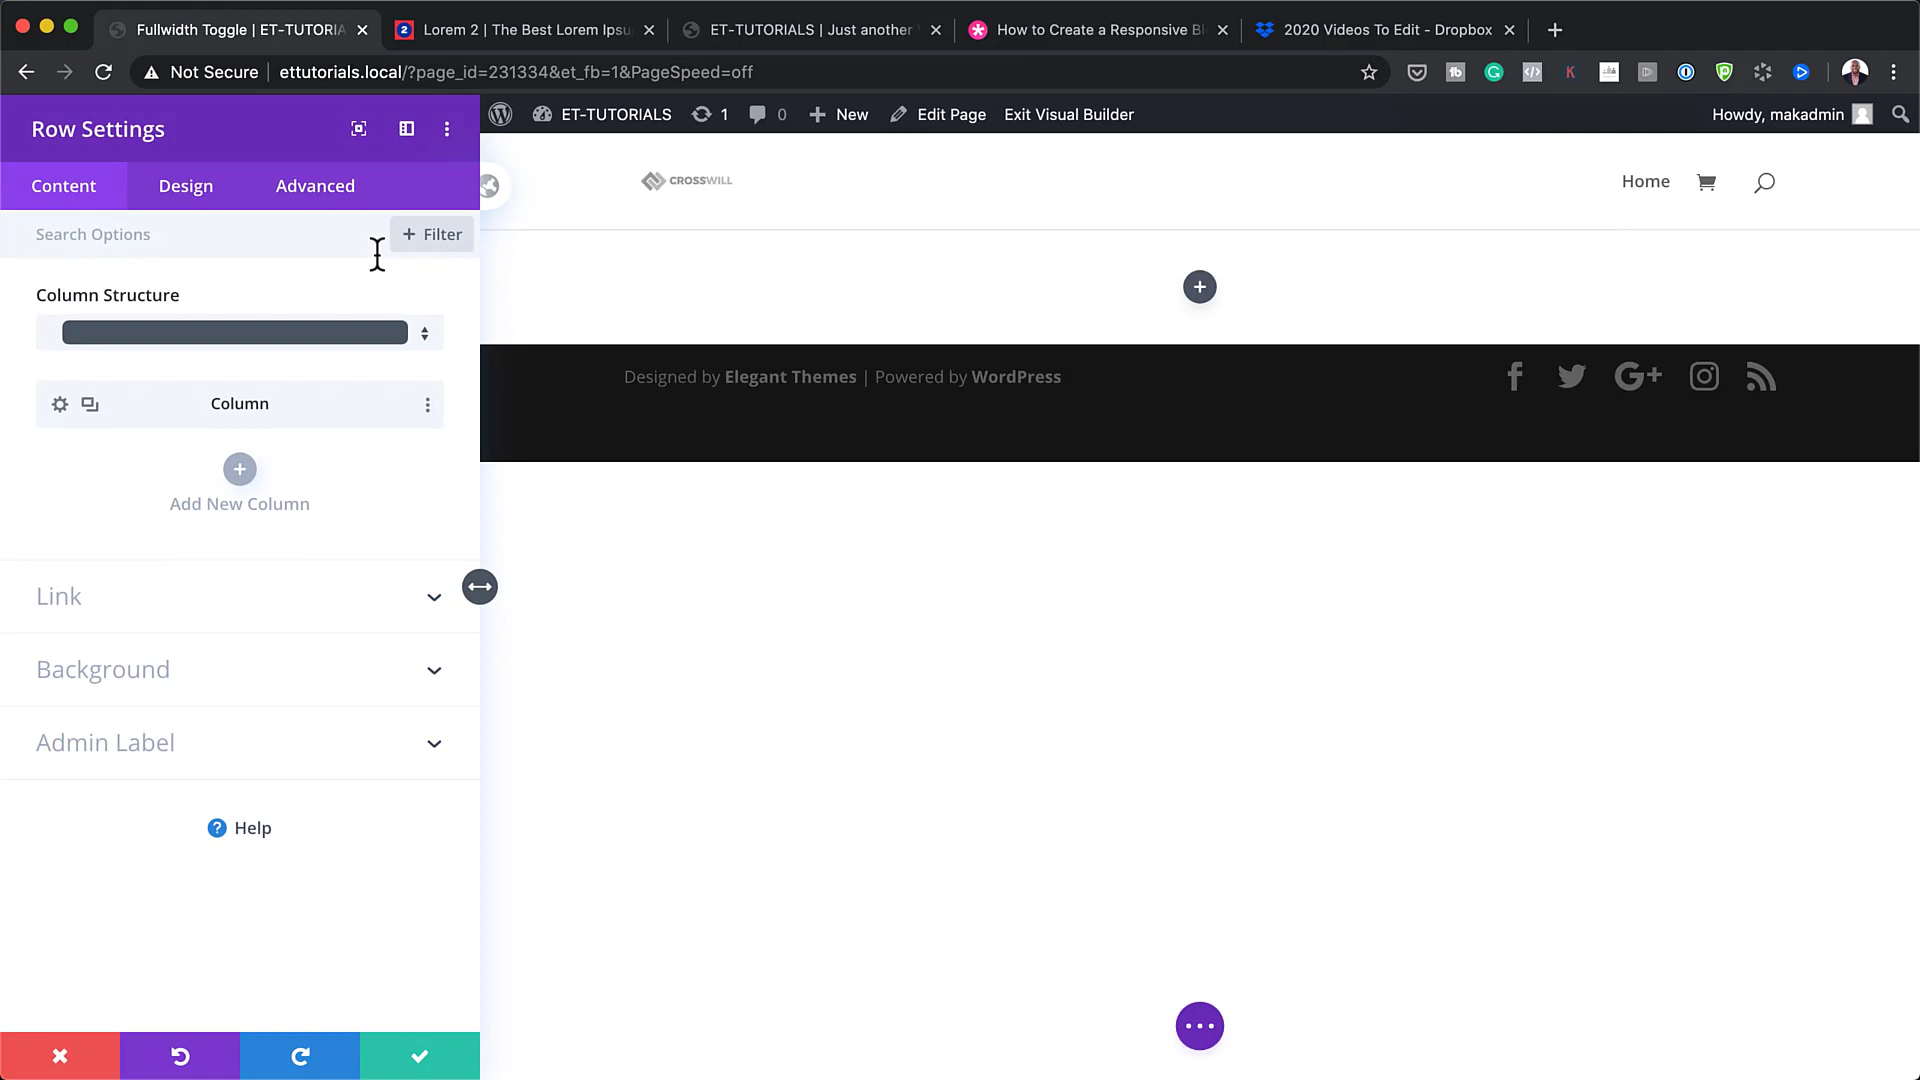 Fullwidth Toggle | ET-TUTORIA
Lorem 2 | The Best Lorem Ipsu
ET-TUTORIALS | Just another
How to Create a Responsive Bl
2020 Videos To Edit - Dropbox
Not Secure
ettutorials.local/?page_id=231334&et_fb=1&PageSpeed=off
ET-TUTORIALS
1
0
New
Edit Page
Exit Visual Builder
Howdy, makadmin
Row Settings
Content
Design
Advanced
Search Options
+ Filter
CROSSWILL
Home
Column Structure
Column
Add New Column
Link
Background
Admin Label
Help
Designed by Elegant Themes | Powered by WordPress